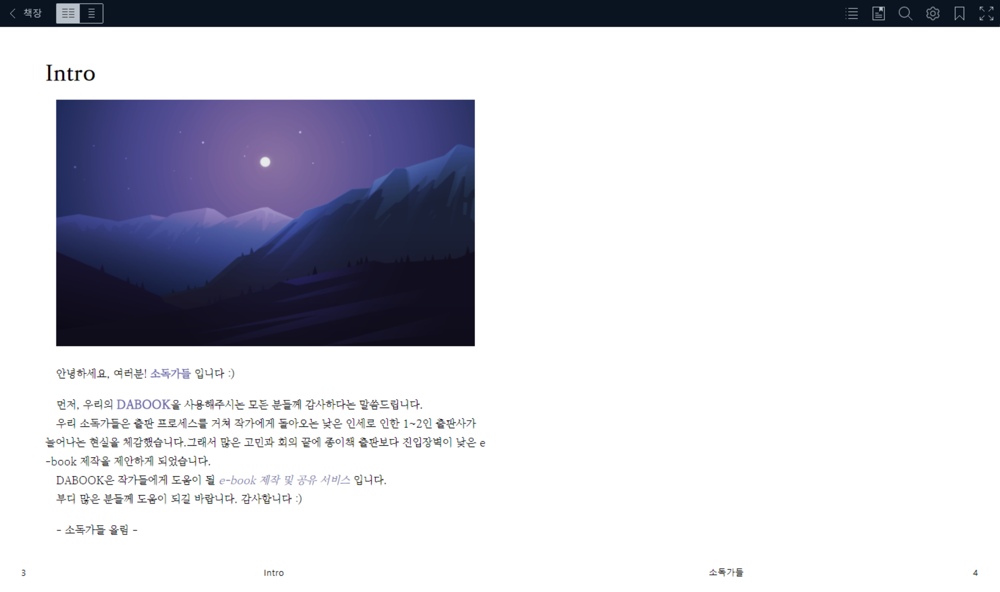 책장
Intro
안녕하세요, 여러분! 소독가들 입니다 :)
먼저, 우리의 DABOOK을 사용해주시는 모든 분들께 감사하다는 말씀드립니다.
우리 소독가들은 출판 프로세스를 거쳐 작가에게 돌아오는 낮은 인세로 인한 1~2인 출판사가
늘어나는 현실을 체감했습니다.그래서 많은 고민과 회의 끝에 종이책 출판보다 진입장벽이 낮은 e
-book 제작을 제안하게 되었습니다.
DABOOK은 작가들에게 도움이 될 e-book 제작 및 공유 서비스 입니다.
부디 많은 분들께 도움이 되길 바랍니다. 감사합니다 :)
- 소독가들 올림 -
3 Intro 소독가들 4